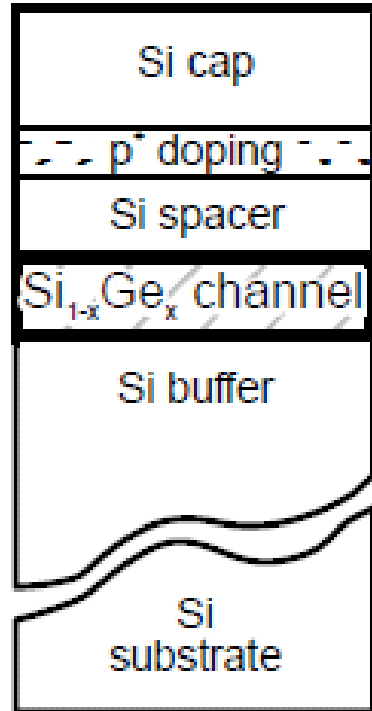 Si cap
p⁺ doping
Si spacer
Si₁₋ₓGeₓ channel
Si buffer
Si
substrate